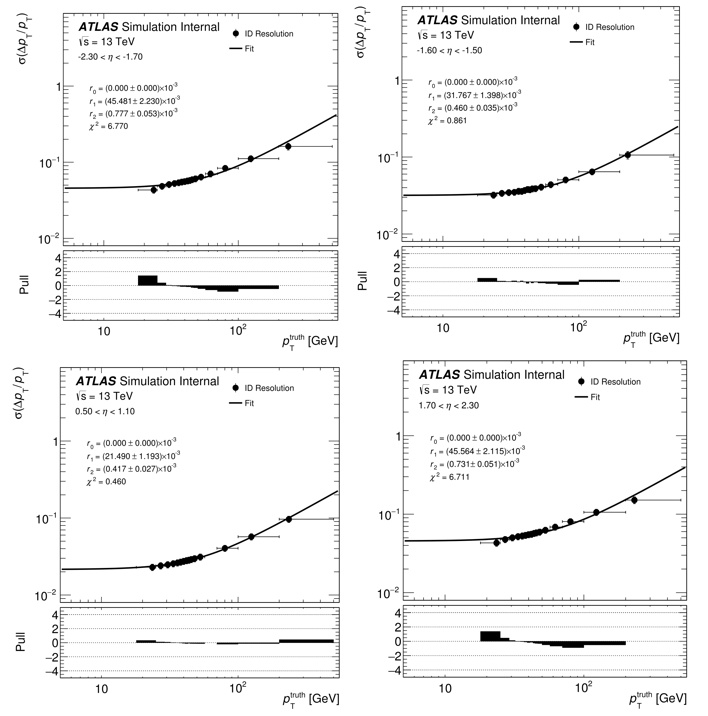 ATLAS Simulation Internal
√s = 13 TeV
-2.30 < η < -1.70
ID Resolution
Fit
r0 = (0.000 ± 0.000)×10^-3
r1 = (45.481 ± 2.230)×10^-3
r2 = (0.777 ± 0.053)×10^-3
χ² = 6.770
σ(ΔpT/pT)
1
10^-1
10^-2
Pull
4
2
0
−2
−4
10
10^2
pT^truth [GeV]
ATLAS Simulation Internal
√s = 13 TeV
-1.60 < η < -1.50
ID Resolution
Fit
r0 = (0.000 ± 0.000)×10^-3
r1 = (31.767 ± 1.398)×10^-3
r2 = (0.460 ± 0.035)×10^-3
χ² = 0.861
σ(ΔpT/pT)
1
10^-1
10^-2
Pull
4
2
0
−2
−4
10
10^2
pT^truth [GeV]
ATLAS Simulation Internal
√s = 13 TeV
0.50 < η < 1.10
ID Resolution
Fit
r0 = (0.000 ± 0.000)×10^-3
r1 = (21.490 ± 1.193)×10^-3
r2 = (0.417 ± 0.027)×10^-3
χ² = 0.460
σ(ΔpT/pT)
1
10^-1
10^-2
Pull
4
2
0
−2
−4
10
10^2
pT^truth [GeV]
ATLAS Simulation Internal
√s = 13 TeV
1.70 < η < 2.30
ID Resolution
Fit
r0 = (0.000 ± 0.000)×10^-3
r1 = (45.564 ± 2.115)×10^-3
r2 = (0.731 ± 0.051)×10^-3
χ² = 6.711
1
10^-1
10^-2
4
2
0
−2
−4
10
10^2
pT^truth [GeV]